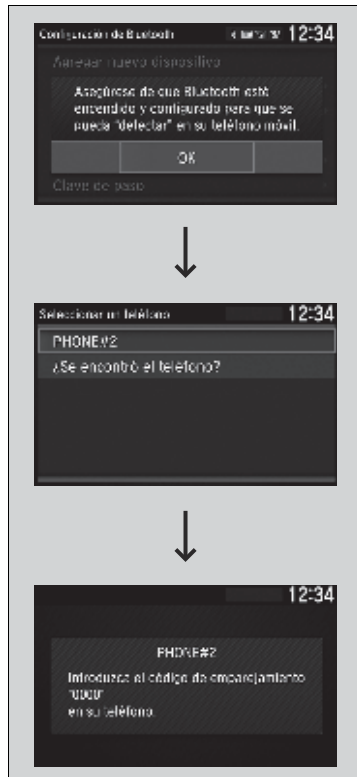 Configuración de Bluetooth 12:34
Agregar nuevo dispositivo
Asegúrese de que Bluetooth esté
encendido y configurado para que se
pueda "detectar" en su teléfono móvil.
OK
Clave de paso
Seleccionar un teléfono 12:34
PHONE#2
¿Se encontró el teléfono?
12:34
PHONE#2
Introduzca el código de emparejamiento
"0000"
en su teléfono.